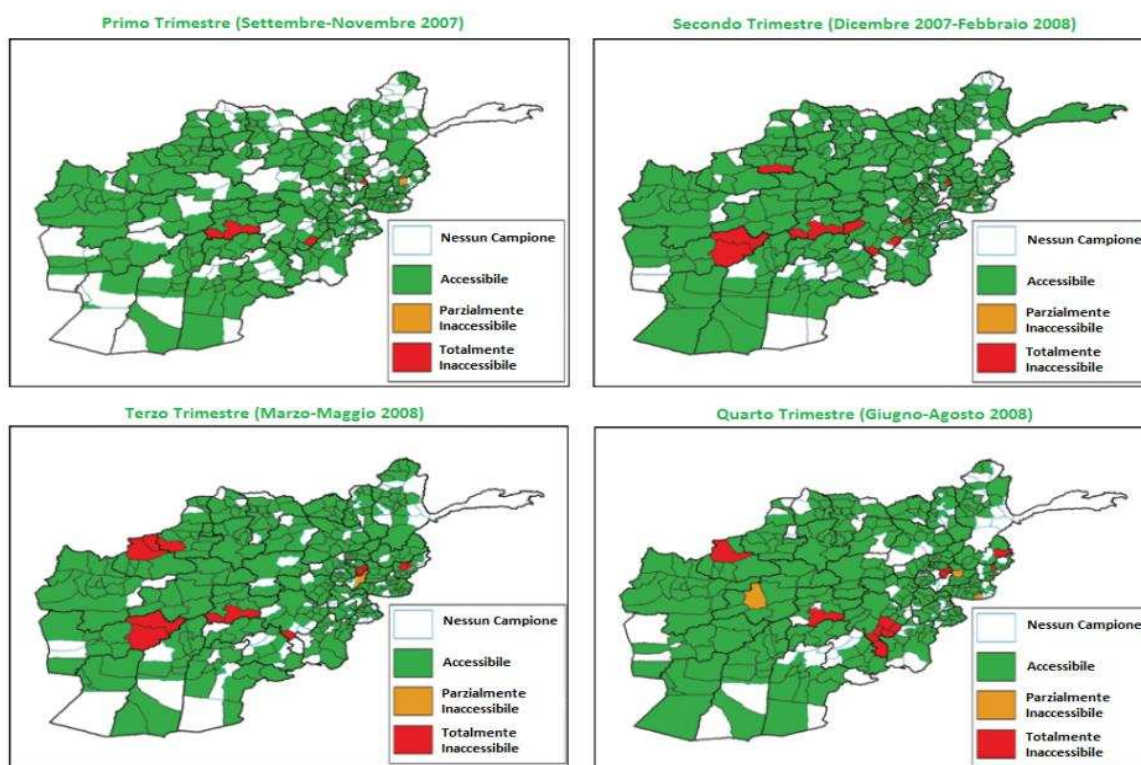 Primo Trimestre (Settembre-Novembre 2007)
Nessun Campione
Accessibile
Parzialmente
Inaccessibile
Totalmente
Inaccessibile
Secondo Trimestre (Dicembre 2007-Febbraio 2008)
Nessun Campione
Accessibile
Parzialmente
Inaccessibile
Totalmente
Inaccessibile
Terzo Trimestre (Marzo-Maggio 2008)
Nessun Campione
Accessibile
Parzialmente
Inaccessibile
Totalmente
Inaccessibile
Quarto Trimestre (Giugno-Agosto 2008)
Nessun Campione
Accessibile
Parzialmente
Inaccessibile
Totalmente
Inaccessibile